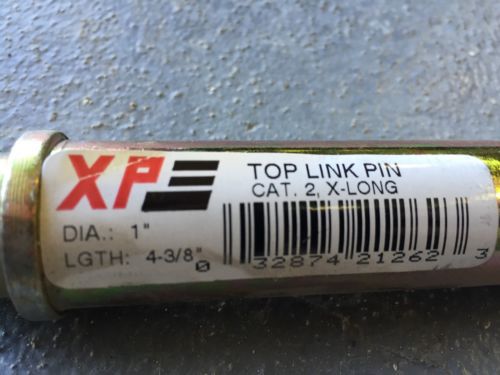 XP
TOP LINK PIN
CAT. 2, X-LONG
DIA.: 1"
LGTH: 4-3/8"
0 32874 21262 3